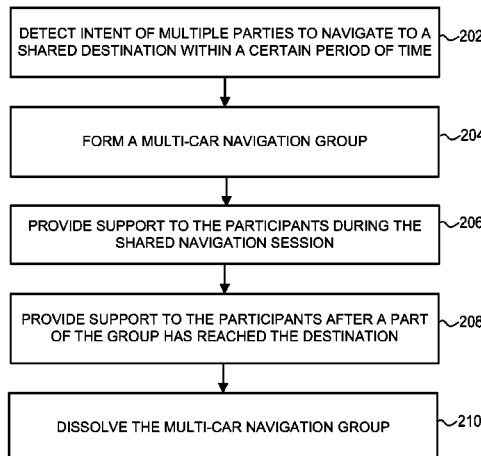 DETECT INTENT OF MULTIPLE PARTIES TO NAVIGATE TO A
SHARED DESTINATION WITHIN A CERTAIN PERIOD OF TIME
202
FORM A MULTI-CAR NAVIGATION GROUP
204
PROVIDE SUPPORT TO THE PARTICIPANTS DURING THE
SHARED NAVIGATION SESSION
206
PROVIDE SUPPORT TO THE PARTICIPANTS AFTER A PART
OF THE GROUP HAS REACHED THE DESTINATION
208
DISSOLVE THE MULTI-CAR NAVIGATION GROUP
210